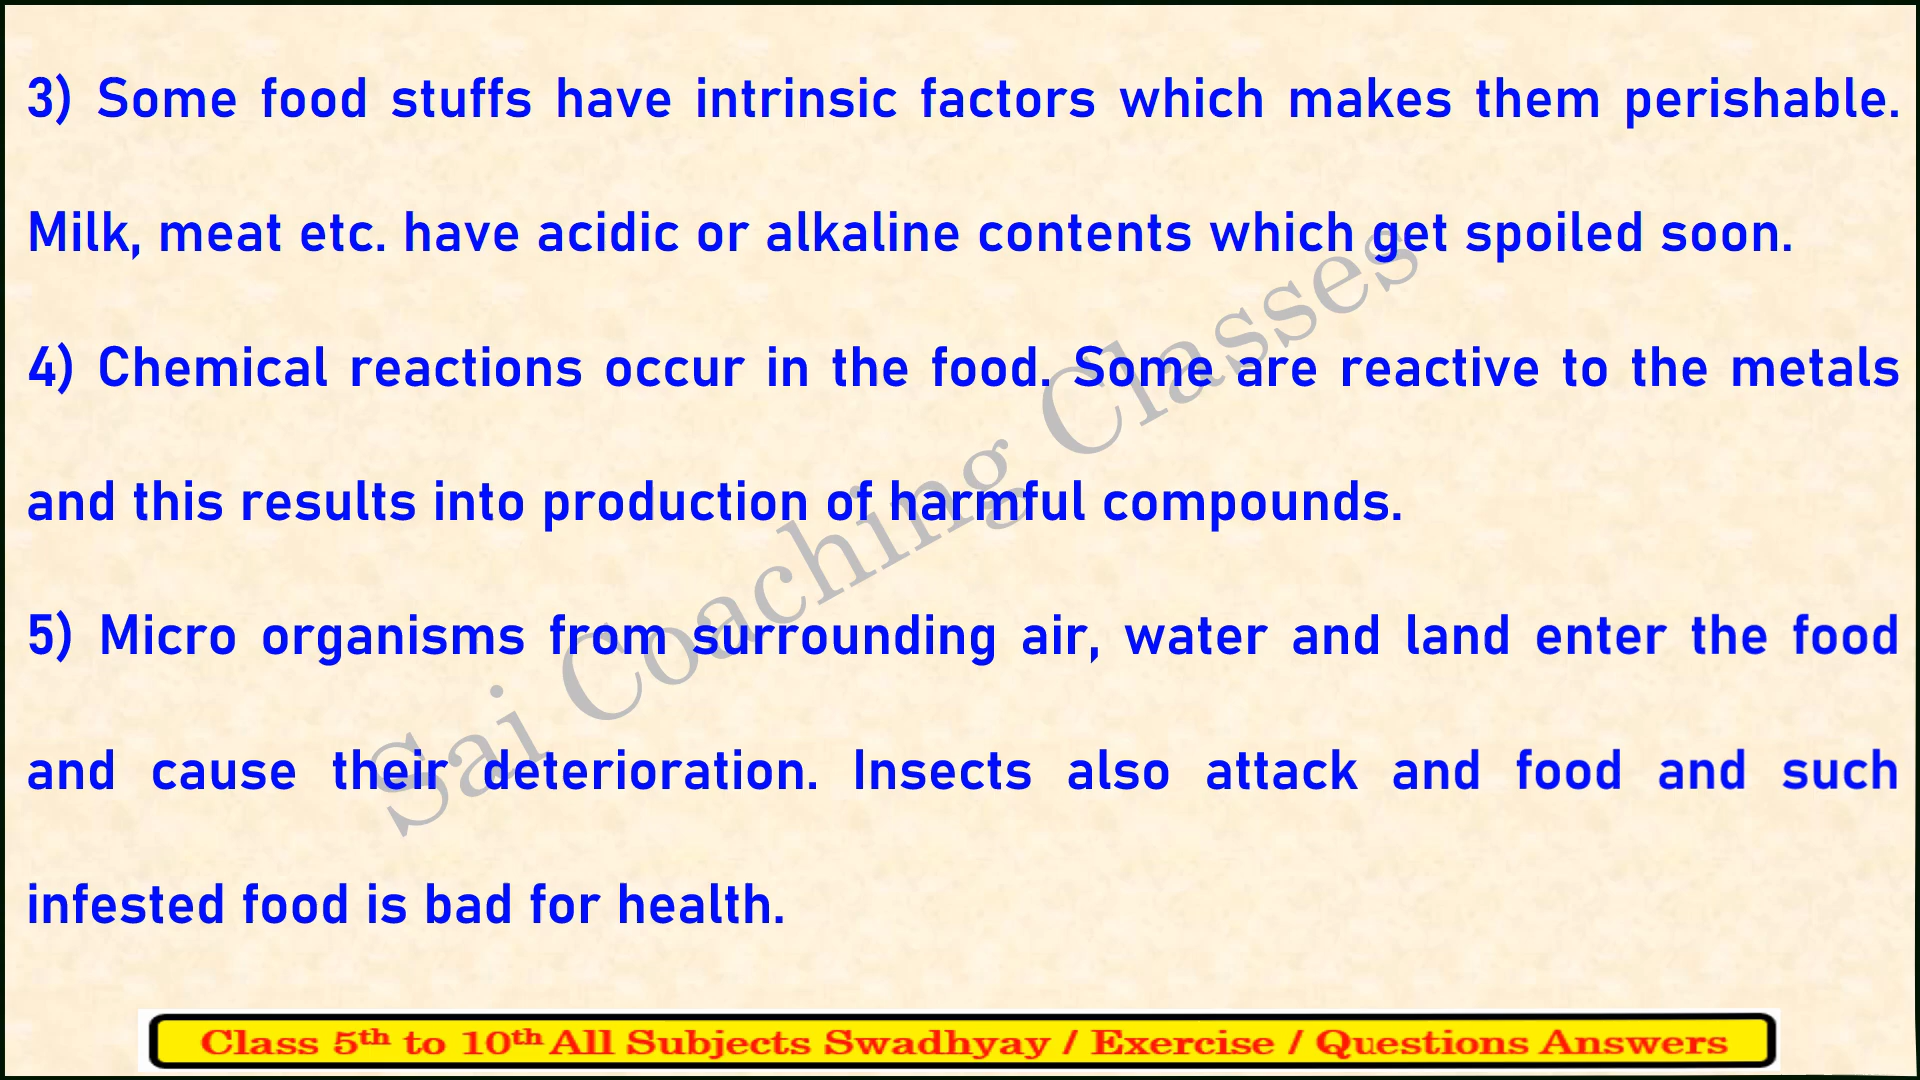 3) Some food stuffs have intrinsic factors which makes them perishable.
Milk, meat etc. have acidic or alkaline contents which get spoiled soon.
4) Chemical reactions occur in the food. Some are reactive to the metals
and this results into production of harmful compounds.
5) Micro organisms from surrounding air, water and land enter the food
and cause their deterioration. Insects also attack and food and such
infested food is bad for health.
Sai Coaching Classes
Class 5th to 10th All Subjects Swadhyay / Exercise / Questions Answers